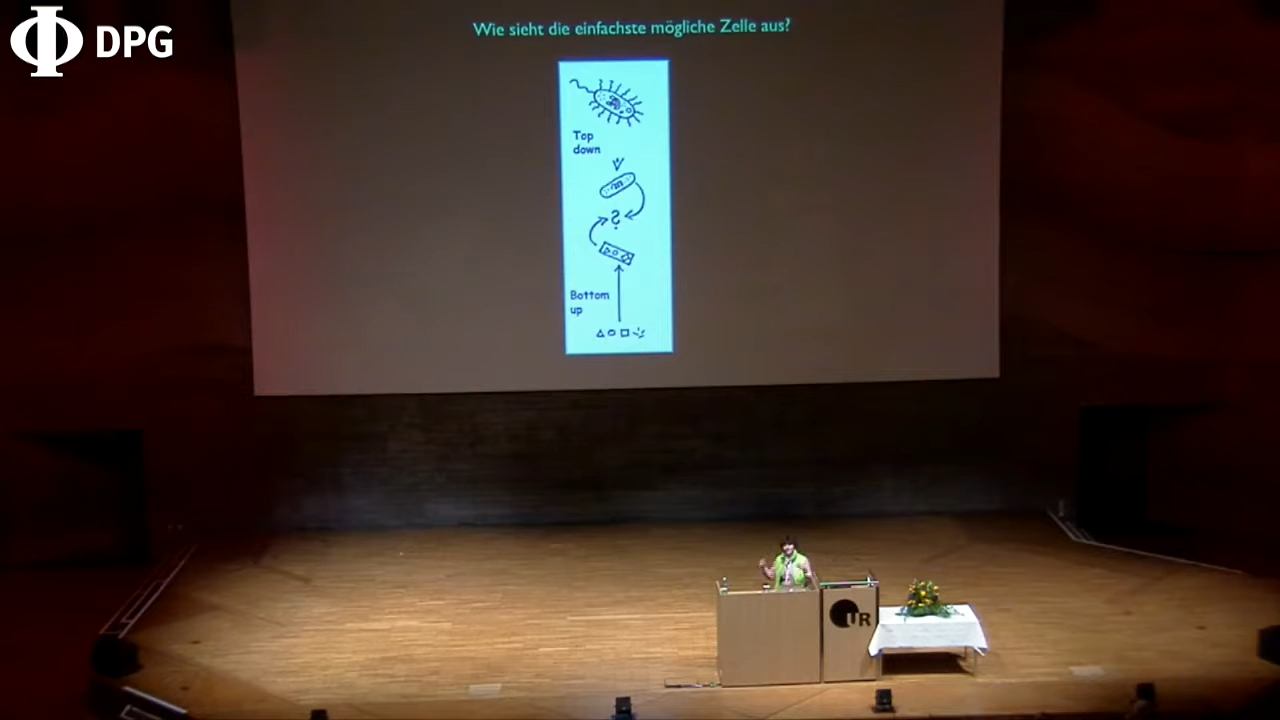 DPG
Wie sieht die einfachste mögliche Zelle aus?
Top
down
?
Bottom
up
UR